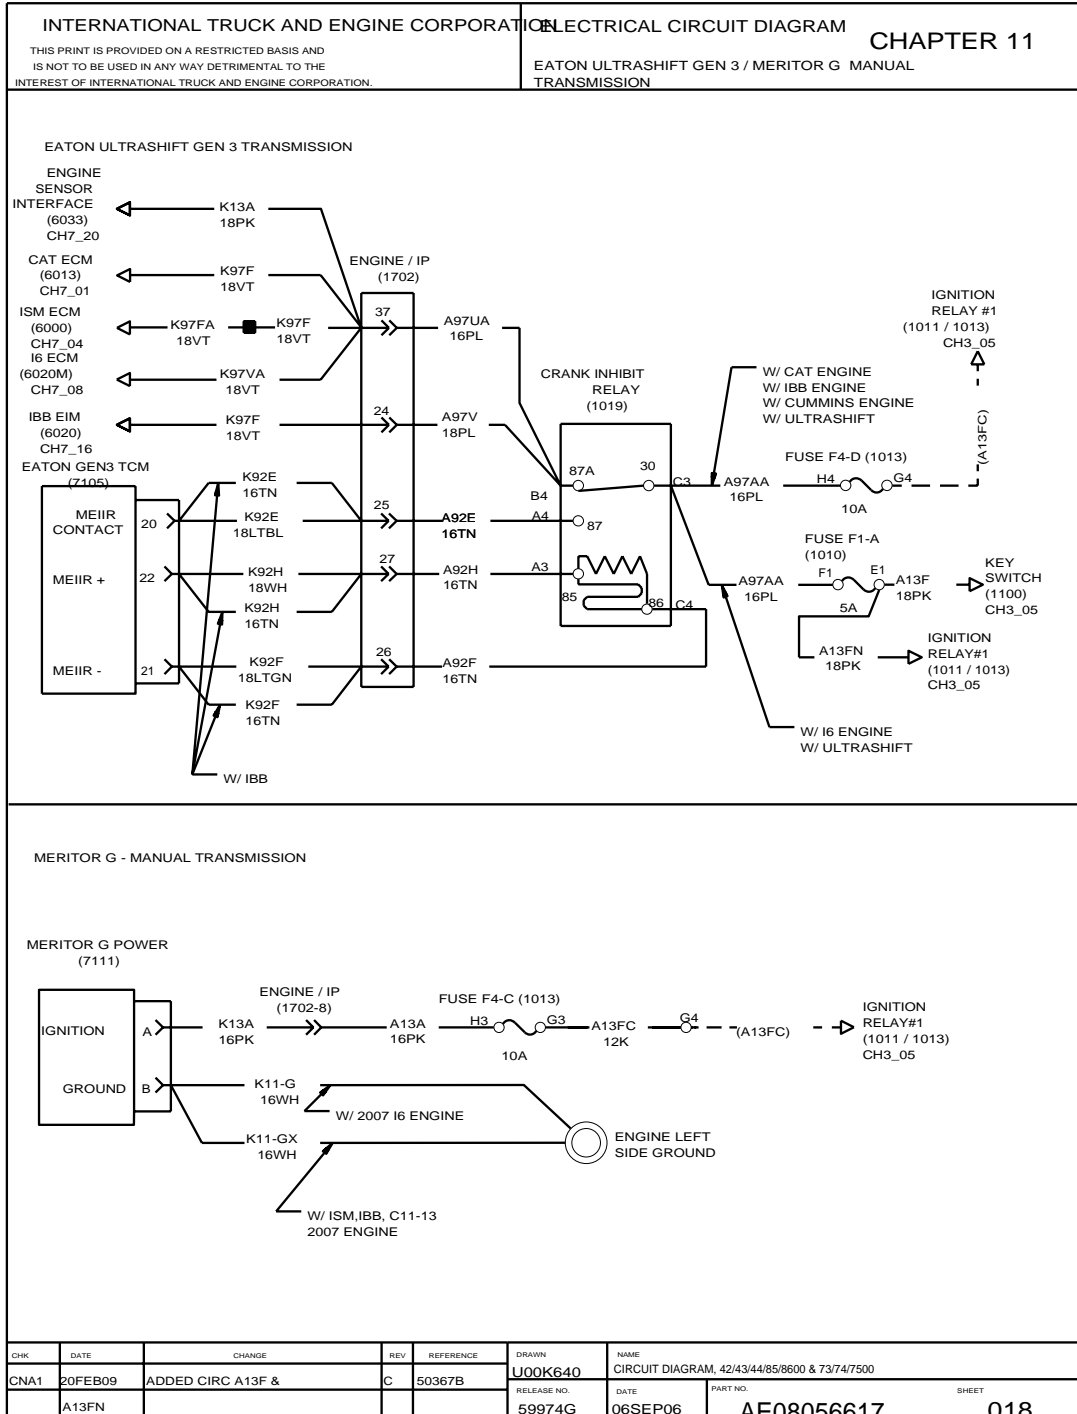 INTERNATIONAL TRUCK AND ENGINE CORPORATION
THIS PRINT IS PROVIDED ON A RESTRICTED BASIS AND
IS NOT TO BE USED IN ANY WAY DETRIMENTAL TO THE
INTEREST OF INTERNATIONAL TRUCK AND ENGINE CORPORATION.
ELECTRICAL CIRCUIT DIAGRAM
CHAPTER 11
EATON ULTRASHIFT GEN 3 / MERITOR G MANUAL
TRANSMISSION
EATON ULTRASHIFT GEN 3 TRANSMISSION
ENGINE
SENSOR
INTERFACE
(6033)
CH7_20
K13A
18PK
CAT ECM
(6013)
CH7_01
K97F
18VT
ISM ECM
(6000)
CH7_04
K97FA
18VT
K97F
18VT
I6 ECM
(6020M)
CH7_08
K97VA
18VT
IBB EIM
(6020)
CH7_16
K97F
18VT
ENGINE / IP
(1702)
37
24
25
27
26
A97UA
16PL
A97V
18PL
A92E
16TN
A92H
16TN
A92F
16TN
EATON GEN3 TCM
(7105)
MEIIR
CONTACT
20
MEIIR +
22
MEIIR -
21
K92E
16TN
K92E
18LTBL
K92H
18WH
K92H
16TN
K92F
18LTGN
K92F
16TN
W/ IBB
CRANK INHIBIT
RELAY
(1019)
87A
30
C3
B4
A4
87
A3
85
86
C4
W/ CAT ENGINE
W/ IBB ENGINE
W/ CUMMINS ENGINE
W/ ULTRASHIFT
IGNITION
RELAY #1
(1011 / 1013)
CH3_05
(A13FC)
FUSE F4-D (1013)
A97AA
16PL
H4
G4
10A
FUSE F1-A
(1010)
A97AA
16PL
F1
E1
5A
A13F
18PK
KEY
SWITCH
(1100)
CH3_05
A13FN
18PK
IGNITION
RELAY#1
(1011 / 1013)
CH3_05
W/ I6 ENGINE
W/ ULTRASHIFT
MERITOR G - MANUAL TRANSMISSION
MERITOR G POWER
(7111)
IGNITION
A
GROUND
B
K13A
16PK
ENGINE / IP
(1702-8)
A13A
16PK
FUSE F4-C (1013)
H3
G3
10A
A13FC
12K
G4
(A13FC)
IGNITION
RELAY#1
(1011 / 1013)
CH3_05
K11-G
16WH
W/ 2007 I6 ENGINE
K11-GX
16WH
ENGINE LEFT
SIDE GROUND
W/ ISM,IBB, C11-13
2007 ENGINE
CHK DATE CHANGE REV REFERENCE
CNA1 20FEB09 ADDED CIRC A13F & C 50367B
A13FN
DRAWN
U00K640
NAME
CIRCUIT DIAGRAM, 42/43/44/85/8600 & 73/74/7500
RELEASE NO.
59974G
DATE
06SEP06
PART NO.
AE08056617
SHEET
018